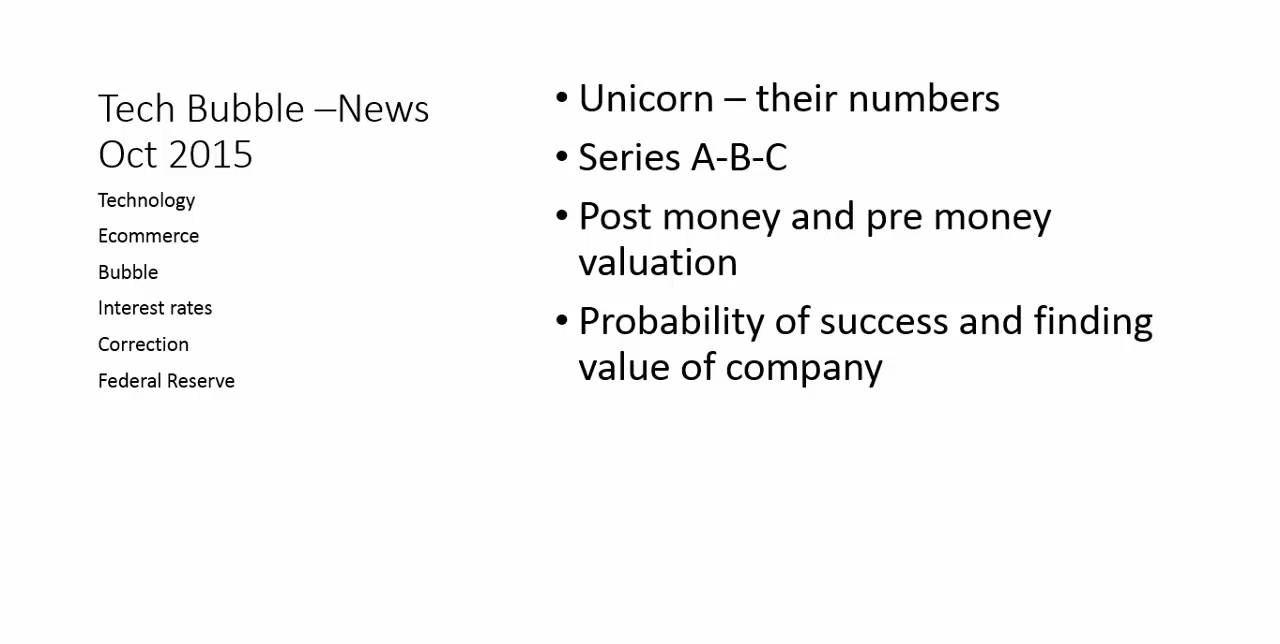 Tech Bubble –News
Oct 2015
Technology
Ecommerce
Bubble
Interest rates
Correction
Federal Reserve
• Unicorn – their numbers
• Series A-B-C
• Post money and pre money
valuation
• Probability of success and finding
value of company